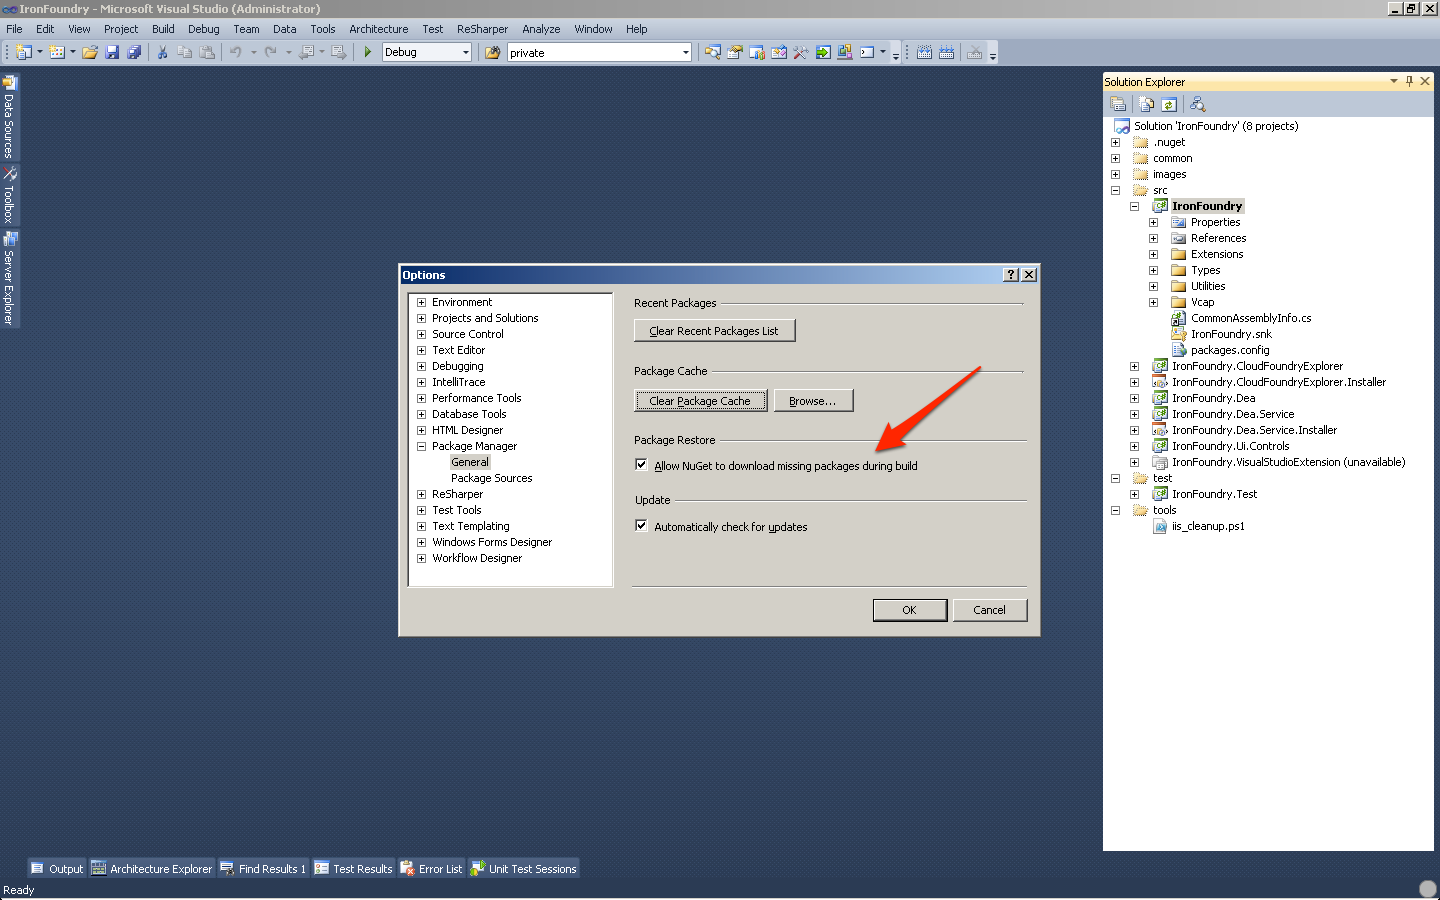 IronFoundry - Microsoft Visual Studio (Administrator)
File Edit View Project Build Debug Team Data Tools Architecture Test ReSharper Analyze Window Help
Debug
private
Data Sources
Toolbox
Server Explorer
Options
Environment
Projects and Solutions
Source Control
Text Editor
Debugging
IntelliTrace
Performance Tools
Database Tools
HTML Designer
Package Manager
General
Package Sources
ReSharper
Test Tools
Text Templating
Windows Forms Designer
Workflow Designer
Recent Packages
Clear Recent Packages List
Package Cache
Clear Package Cache
Browse...
Package Restore
Allow NuGet to download missing packages during build
Update
Automatically check for updates
OK
Cancel
Solution Explorer
Solution 'IronFoundry' (8 projects)
.nuget
common
images
src
IronFoundry
Properties
References
Extensions
Types
Utilities
Vcap
CommonAssemblyInfo.cs
IronFoundry.snk
packages.config
IronFoundry.CloudFoundryExplorer
IronFoundry.CloudFoundryExplorer.Installer
IronFoundry.Dea
IronFoundry.Dea.Service
IronFoundry.Dea.Service.Installer
IronFoundry.Ui.Controls
IronFoundry.VisualStudioExtension (unavailable)
test
IronFoundry.Test
tools
iis_cleanup.ps1
Output
Architecture Explorer
Find Results 1
Test Results
Error List
Unit Test Sessions
Ready